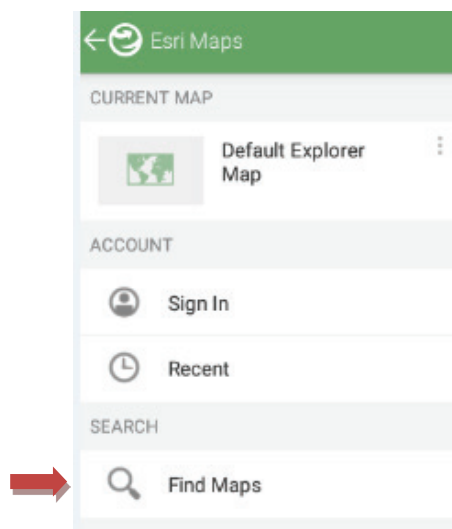 Esri Maps
CURRENT MAP
Default Explorer
Map
ACCOUNT
Sign In
Recent
SEARCH
Find Maps